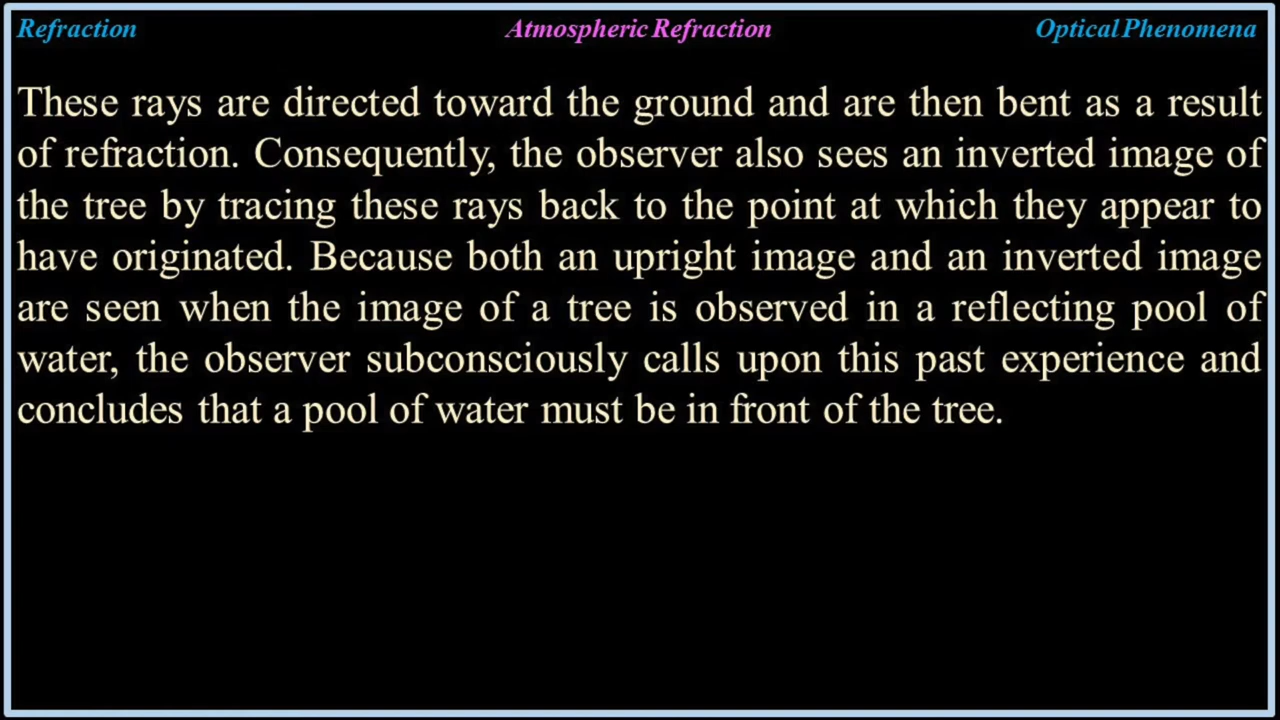 Refraction Atmospheric Refraction Optical Phenomena
These rays are directed toward the ground and are then bent as a result
of refraction. Consequently, the observer also sees an inverted image of
the tree by tracing these rays back to the point at which they appear to
have originated. Because both an upright image and an inverted image
are seen when the image of a tree is observed in a reflecting pool of
water, the observer subconsciously calls upon this past experience and
concludes that a pool of water must be in front of the tree.